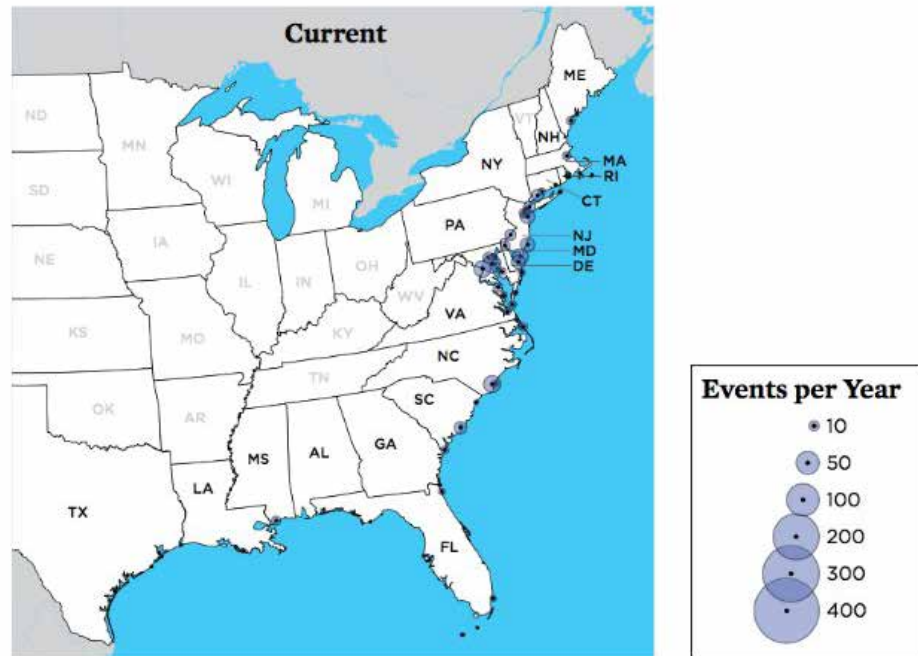 Current
ME
ND
MN
VT
NH
NY
MA
WI
SD
RI
MI
CT
PA
IA
NJ
NE
OH
MD
IL
IN
DE
WV
VA
KS
MO
KY
NC
TN
OK
AR
SC
MS
AL
GA
LA
TX
FL
Events per Year
10
50
100
200
300
400